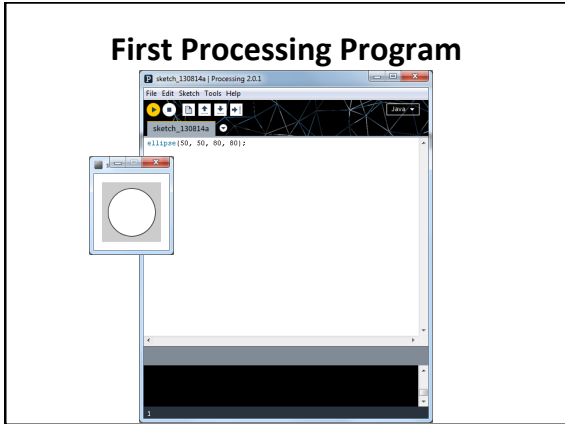 First Processing Program
sketch_130814a | Processing 2.0.1
File Edit Sketch Tools Help
Java
sketch_130814a
ellipse(50, 50, 80, 80);
1